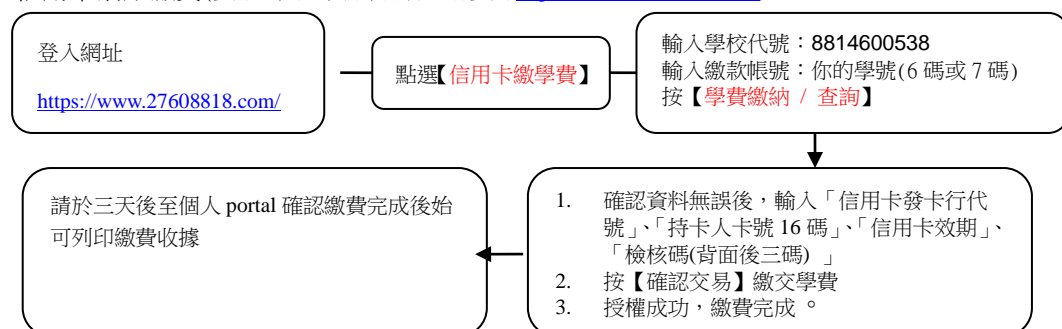 登入網址
https://www.27608818.com/
點選【信用卡繳學費】
輸入學校代號：8814600538
輸入繳款帳號：你的學號(6 碼或 7 碼)
按【學費繳納 / 查詢】
1. 確認資料無誤後，輸入「信用卡發卡行代
號」、「持卡人卡號 16 碼」、「信用卡效期」、
「檢核碼(背面後三碼) 」
2. 按【確認交易】繳交學費
3. 授權成功，繳費完成。
請於三天後至個人 portal 確認繳費完成後始
可列印繳費收據